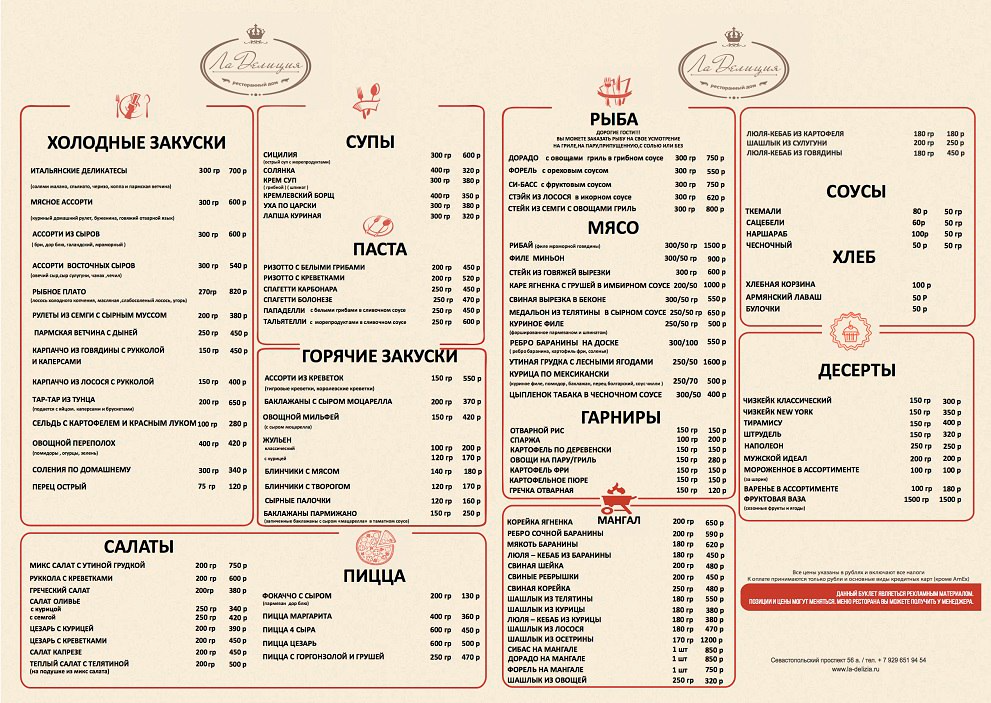 Ла Делиция
ресторанный дом
Ла Делиция
ресторанный дом
ХОЛОДНЫЕ ЗАКУСКИ
ИТАЛЬЯНСКИЕ ДЕЛИКАТЕСЫ 300 гр 700 р
(салями милано, спьяната, черизо, коппа и пармская ветчина)
МЯСНОЕ АССОРТИ 300 гр 600 р
(куриный домашний рулет, буженина, говяжий отварной язык)
АССОРТИ ИЗ СЫРОВ 300 гр 600 р
( бри, дор блю, голандский, мраморный )
АССОРТИ ВОСТОЧНЫХ СЫРОВ 300 гр 540 р
(овечий сыр,сыр сулугуни, чанах ,чечил)
РЫБНОЕ ПЛАТО 270гр 820 р
(лосось холодного копчения, масляная ,слабосоленый лосось, угорь)
РУЛЕТЫ ИЗ СЕМГИ С СЫРНЫМ МУССОМ 200 гр 380 р
ПАРМСКАЯ ВЕТЧИНА С ДЫНЕЙ 250 гр 450 р
КАРПАЧЧО ИЗ ГОВЯДИНЫ С РУККОЛОЙ 150 гр 450 р
И КАПЕРСАМИ
КАРПАЧЧО ИЗ ЛОСОСЯ С РУККОЛОЙ 150 гр 400 р
ТАР-ТАР ИЗ ТУНЦА 200 гр 650 р
(подается с яйцом, каперсами и брускетами)
СЕЛЬДЬ С КАРТОФЕЛЕМ И КРАСНЫМ ЛУКОМ 100 гр 280 р
ОВОЩНОЙ ПЕРЕПОЛОХ 400 гр 420 р
(помидоры , огурцы, зелень)
СОЛЕНИЯ ПО ДОМАШНЕМУ 300 гр 340 р
ПЕРЕЦ ОСТРЫЙ 75 гр 120 р
СУПЫ
СИЦИЛИЯ 300 гр 600 р
(острый суп с морепродуктами)
СОЛЯНКА 400 гр 320 р
КРЕМ СУП 300 гр 380 р
( грибной | ( шпинат )
КРЕМЛЕВСКИЙ БОРЩ 400гр 350 р
УХА ПО ЦАРСКИ 300 гр 380 р
ЛАПША КУРИНАЯ 300 гр 320 р
ПАСТА
РИЗОТТО С БЕЛЫМИ ГРИБАМИ 200 гр 450 р
РИЗОТТО С КРЕВЕТКАМИ 200 гр 520 р
СПАГЕТТИ КАРБОНАРА 250 гр 450 р
СПАГЕТТИ БОЛОНЕЗЕ 250 гр 470 р
ПАПАДЕЛЛИ с белыми грибами в сливочном соусе 250 гр 450 р
ТАЛЬЯТЕЛЛИ с морепродуктами в сливочном соусе 250 гр 600 р
ГОРЯЧИЕ ЗАКУСКИ
АССОРТИ ИЗ КРЕВЕТОК 150 гр 550 р
(тигровые креветки, королевские креветки)
БАКЛАЖАНЫ С СЫРОМ МОЦАРЕЛЛА 200 гр 370 р
ОВОЩНОЙ МИЛЬФЕЙ 150 гр 420 р
(с сыром моцарелла)
ЖУЛЬЕН
классический 100 гр 200 р
с курицей 120 гр 170 р
БЛИНЧИКИ С МЯСОМ 140 гр 180 р
БЛИНЧИКИ С ТВОРОГОМ 120 гр 170 р
СЫРНЫЕ ПАЛОЧКИ 120 гр 160 р
БАКЛАЖАНЫ ПАРМИЖАНО 150 гр 250 р
(запиченные баклажаны с сыром «мацарелла» в таматном соусе)
САЛАТЫ
МИКС САЛАТ С УТИНОЙ ГРУДКОЙ 200 гр 750 р
РУККОЛА С КРЕВЕТКАМИ 200 гр 600 р
ГРЕЧЕСКИЙ САЛАТ 200гр 380 р
САЛАТ ОЛИВЬЕ
с курицой 250 гр 340 р
с семгой 250 гр 420 р
ЦЕЗАРЬ С КУРИЦЕЙ 200 гр 390 р
ЦЕЗАРЬ С КРЕВЕТКАМИ 200 гр 450 р
САЛАТ КАПРЕЗЕ 200 гр 450 р
ТЕПЛЫЙ САЛАТ С ТЕЛЯТИНОЙ 200гр 500 р
(на подушке из микс салата)
ПИЦЦА
ФОКАЧЧО С СЫРОМ 200 гр 130 р
(пармезан дор блю)
ПИЦЦА МАРГАРИТА 400 гр 360 р
ПИЦЦА 4 СЫРА 600 гр 450 р
ПИЦЦА ЦЕЗАРЬ 600 гр 500 р
ПИЦЦА С ГОРГОНЗОЛОЙ И ГРУШЕЙ 250 гр 470 р
РЫБА
ДОРОГИЕ ГОСТИ!!!
ВЫ МОЖЕТЕ ЗАКАЗАТЬ РЫБУ НА СВОЕ УСМОТРЕНИЕ
НА ГРИЛЕ,НА ПАРУ,ПРИПУЩЕННУЮ,С СОЛЬЮ ИЛИ БЕЗ
ДОРАДО с овощами гриль в грибном соусе 300 гр 750 р
ФОРЕЛЬ с ореховым соусом 300 гр 550 р
СИ-БАСС с фруктовым соусом 300 гр 750 р
СТЭЙК ИЗ ЛОСОСЯ в икорном соусе 300 гр 620 р
СТЕЙК ИЗ СЕМГИ С ОВОЩАМИ ГРИЛЬ 300 гр 800 р
МЯСО
РИБАЙ (филе мраморной говядины) 300/50 гр 1500 р
ФИЛЕ МИНЬОН 300/50 гр 900 р
СТЕЙК ИЗ ГОВЯЖЕЙ ВЫРЕЗКИ 300 гр 600 р
КАРЕ ЯГНЕНКА С ГРУШЕЙ В ИМБИРНОМ СОУСЕ 200/50 1000 р
СВИНАЯ ВЫРЕЗКА В БЕКОНЕ 300/50 гр 550 р
МЕДАЛЬОН ИЗ ТЕЛЯТИНЫ В СЫРНОМ СОУСЕ 250/50 гр 650 р
КУРИНОЕ ФИЛЕ 250/50 гр 500 р
(фаршированное пармезаном и шпинатом)
РЕБРО БАРАНИНЫ НА ДОСКЕ 300/100 550 р
( ребро баранина, картофель фри, соленье)
УТИНАЯ ГРУДКА С ЛЕСНЫМИ ЯГОДАМИ 250/50 1600 р
КУРИЦА ПО МЕКСИКАНСКИ 250/70 500 р
(куриное филе, помидор, баклажан, перец болгарский, соус чилли )
ЦЫПЛЕНОК ТАБАКА В ЧЕСНОЧНОМ СОУСЕ 300/50 400 р
ГАРНИРЫ
ОТВАРНОЙ РИС 150 гр 150 р
СПАРЖА 100 гр 200 р
КАРТОФЕЛЬ ПО ДЕРЕВЕНСКИ 150 гр 150 р
ОВОЩИ НА ПАРУ/ГРИЛЬ 150 гр 280 р
КАРТОФЕЛЬ ФРИ 150 гр 150 р
КАРТОФЕЛЬНОЕ ПЮРЕ 150 гр 150 р
ГРЕЧКА ОТВАРНАЯ 150 гр 120 р
МАНГАЛ
КОРЕЙКА ЯГНЕНКА 200 гр 650 р
РЕБРО СОЧНОЙ БАРАНИНЫ 200 гр 590 р
МЯКОТЬ БАРАНИНЫ 180 гр 620 р
ЛЮЛЯ – КЕБАБ ИЗ БАРАНИНЫ 180 гр 450 р
СВИНАЯ ШЕЙКА 200 гр 480 р
СВИНЫЕ РЕБРЫШКИ 200 гр 450 р
СВИНАЯ КОРЕЙКА 250 гр 480 р
ШАШЛЫК ИЗ ТЕЛЯТИНЫ 180 гр 550 р
ШАШЛЫК ИЗ КУРИЦЫ 180 гр 380 р
ЛЮЛЯ – КЕБАБ ИЗ КУРИЦЫ 180 гр 380 р
ШАШЛЫК ИЗ ЛОСОСЯ 180 гр 470 р
ШАШЛЫК ИЗ ОСЕТРИНЫ 170 гр 1200 р
СИБАС НА МАНГАЛЕ 1 шт 850 р
ДОРАДО НА МАНГАЛЕ 1 шт 850 р
ФОРЕЛЬ НА МАНГАЛЕ 1 шт 750 р
ШАШЛЫК ИЗ ОВОЩЕЙ 250 гр 320 р
ЛЮЛЯ-КЕБАБ ИЗ КАРТОФЕЛЯ 180 гр 180 р
ШАШЛЫК ИЗ СУЛУГУНИ 200 гр 250 р
ЛЮЛЯ-КЕБАБ ИЗ ГОВЯДИНЫ 180 гр 450 р
СОУСЫ
ТКЕМАЛИ 80 р 50 гр
САЦЕБЕЛИ 60р 50 гр
НАРШАРАБ 100р 50 гр
ЧЕСНОЧНЫЙ 50 р 50 гр
ХЛЕБ
ХЛЕБНАЯ КОРЗИНА 100 р
АРМЯНСКИЙ ЛАВАШ 50 Р
БУЛОЧКИ 50 р
ДЕСЕРТЫ
ЧИЗКЕЙК КЛАССИЧЕСКИЙ 150 гр 300 р
ЧИЗКЕЙК NEW YORK 150 гр 350 р
ТИРАМИСУ 150 гр 400 р
ШТРУДЕЛЬ 150 гр 320 р
НАПОЛЕОН 250 гр 250 р
МУЖСКОЙ ИДЕАЛ 200 гр 200 р
МОРОЖЕННОЕ В АССОРТИМЕНТЕ 100 гр 100 р
(за шарик)
ВАРЕНЬЕ В АССОРТИМЕНТЕ 100 гр 180 р
ФРУКТОВАЯ ВАЗА 1500 гр 1500 р
(сезонные фрукты и ягоды)
Все цены указаны в рублях и включают все налоги
К оплате принимаются только рубли и основные виды кредитных карт (кроме AmEx)
ДАННЫЙ БУКЛЕТ ЯВЛЯЕТСЯ РЕКЛАМНЫМ МАТЕРИАЛОМ.
ПОЗИЦИИ И ЦЕНЫ МОГУТ МЕНЯТЬСЯ. МЕНЮ РЕСТОРАНА ВЫ МОЖЕТЕ ПОЛУЧИТЬ У МЕНЕДЖЕРА.
Севастопольский проспект 56 а. / тел. + 7 929 651 94 54
www.la-delizia.ru